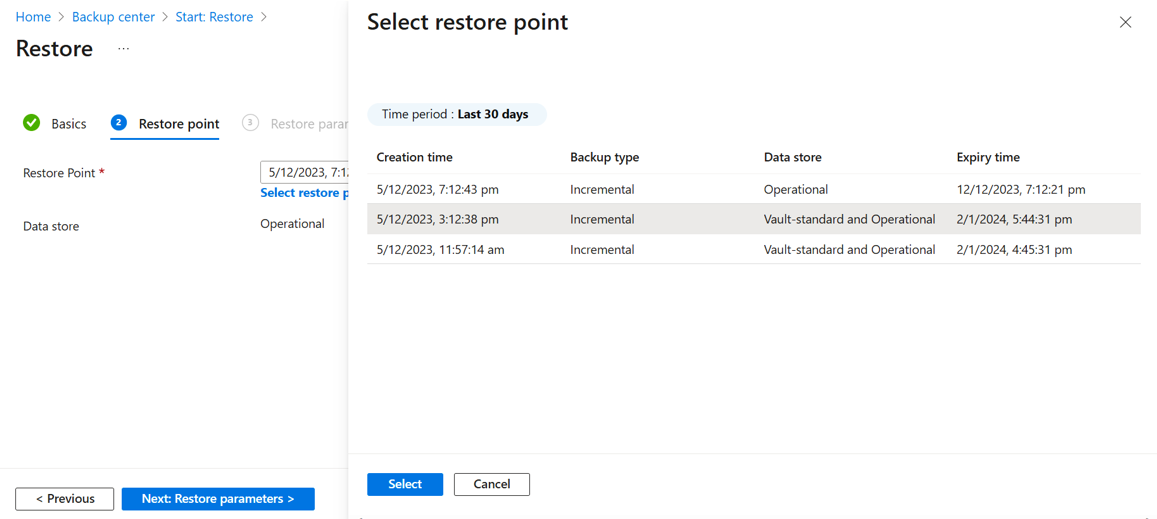 Home > Backup center > Start: Restore >
Restore ...
Basics 2 Restore point 3 Restore
Restore Point *
5/12/2023, 7:12
Select restore
Data store
Operational
< Previous
Next: Restore parameters >
Select restore point
Time period : Last 30 days
Creation time Backup type Data store Expiry time
5/12/2023, 7:12:43 pm Incremental Operational 12/12/2023, 7:12:21 pm
5/12/2023, 3:12:38 pm Incremental Vault-standard and Operational 2/1/2024, 5:44:31 pm
5/12/2023, 11:57:14 am Incremental Vault-standard and Operational 2/1/2024, 4:45:31 pm
Select
Cancel